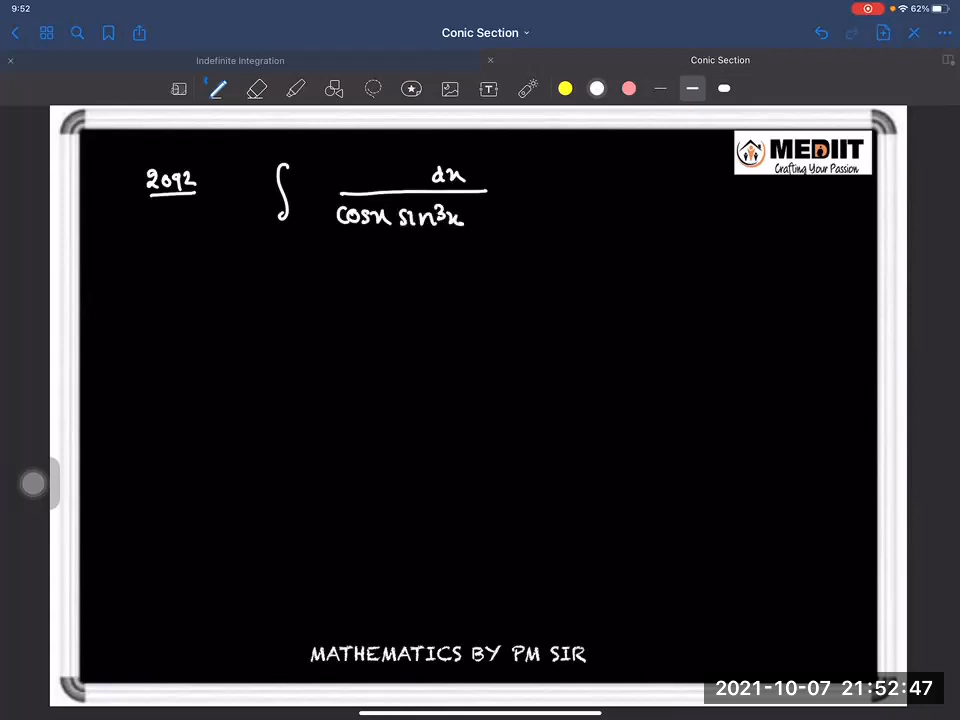 9:52
62%
Conic Section
Indefinite Integration
Conic Section
T
MEDIIT
Crafting Your Passion
2092
∫ dx
cosx sin³x
MATHEMATICS BY PM SIR
2021-10-07 21:52:47